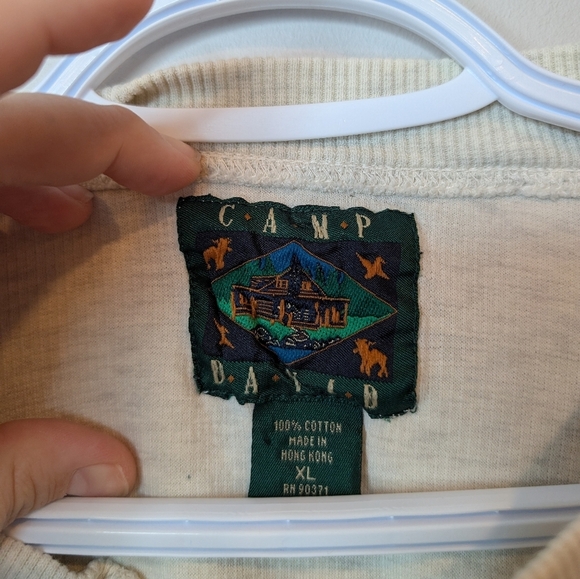 C·A·M·P
D·A·V·I·D
100% COTTON
MADE IN
HONG KONG
XL
RN 90371